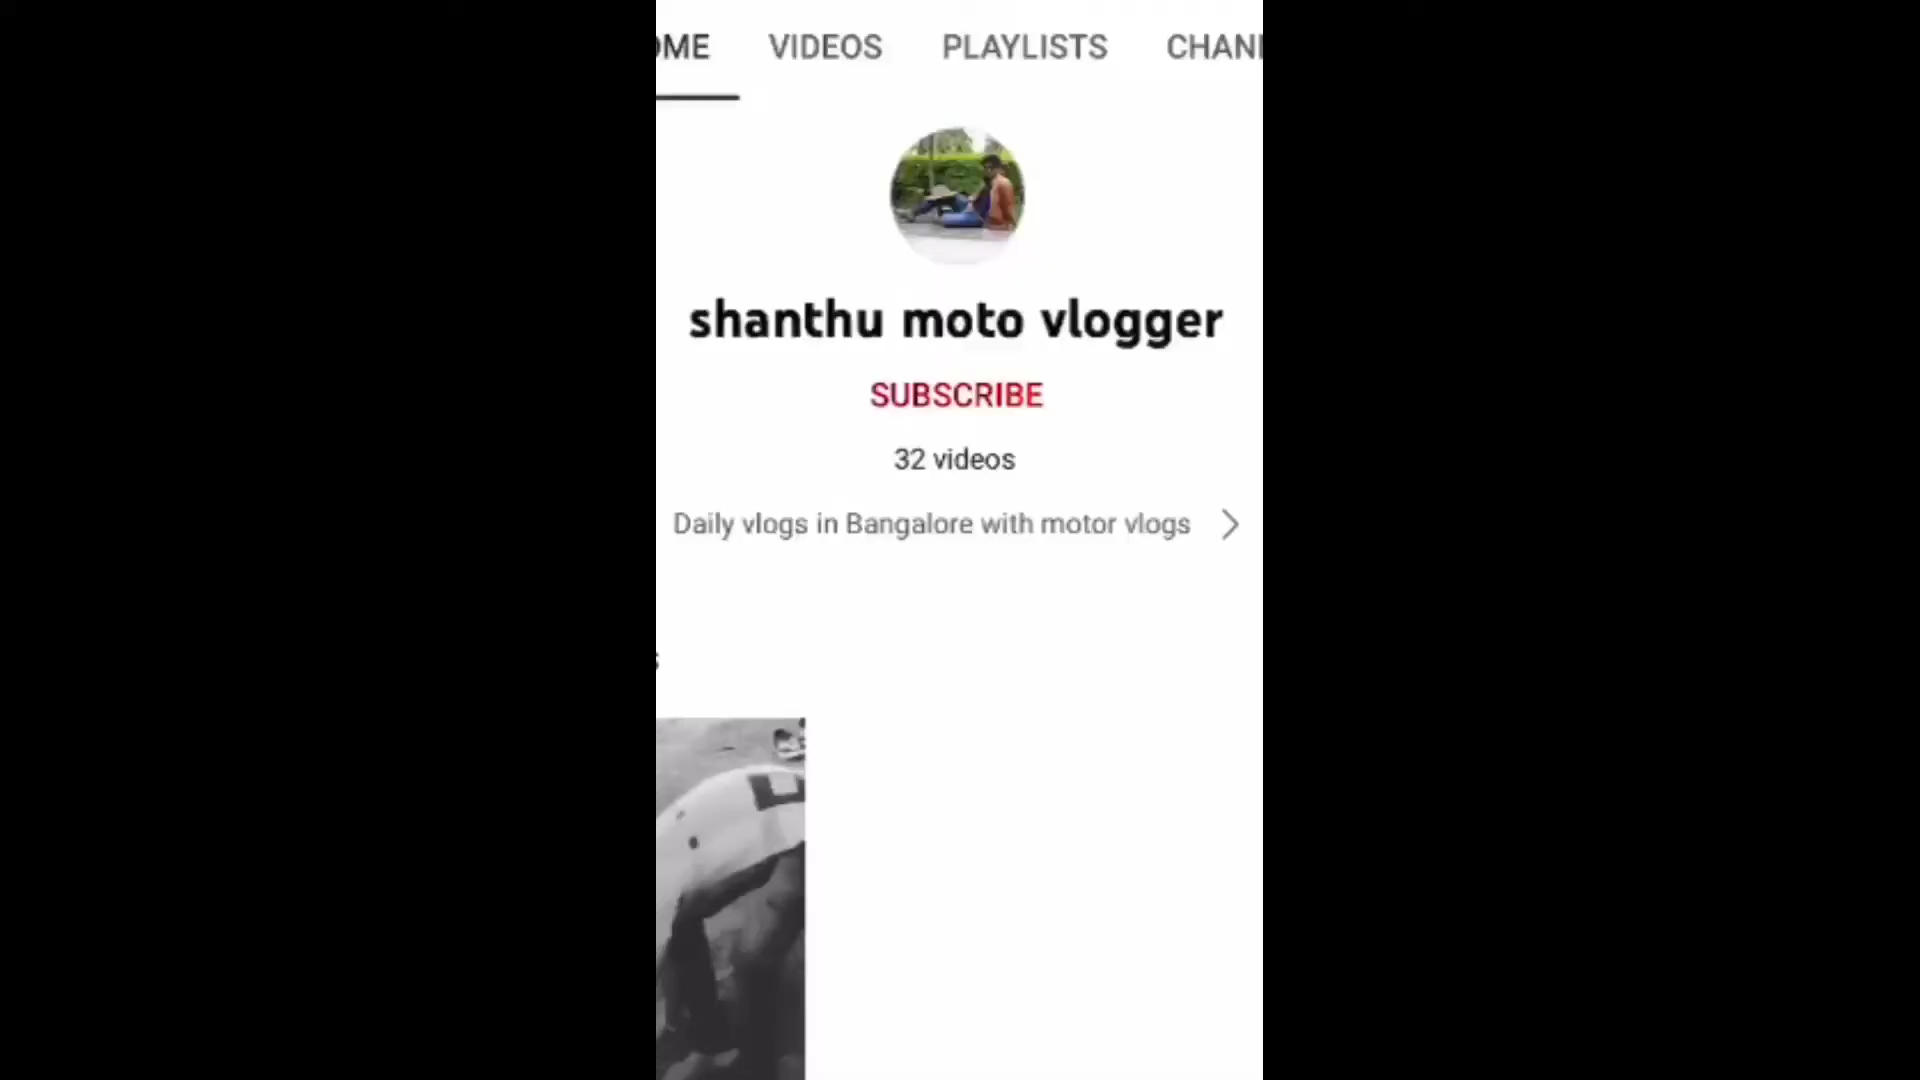 VIDEOS PLAYLISTS
shanthu moto vlogger
SUBSCRIBE
32 videos
Daily vlogs in Bangalore with motor vlogs